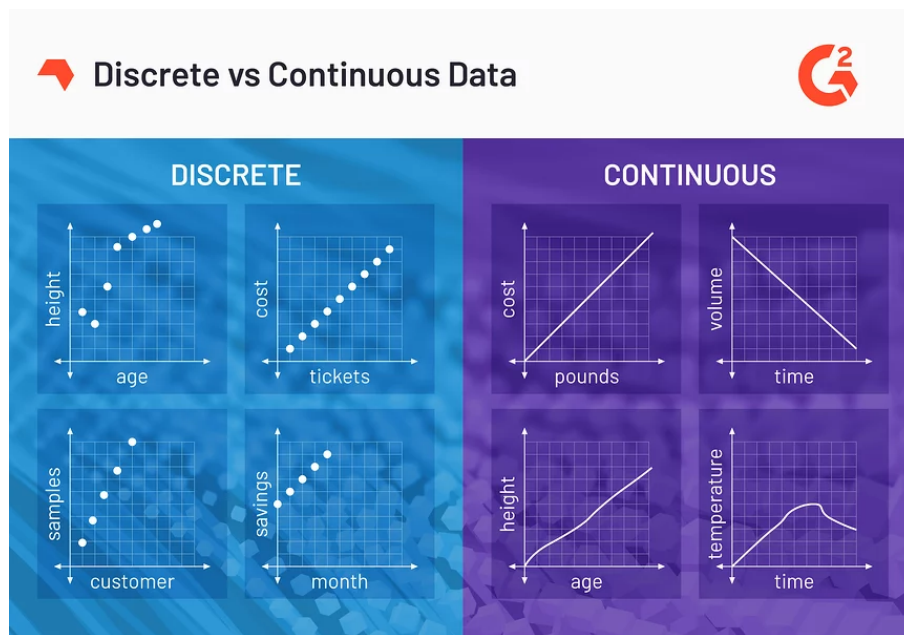 Discrete vs Continuous Data
G2
DISCRETE
CONTINUOUS
height
age
cost
tickets
cost
pounds
volume
time
samples
customer
savings
month
height
age
temperature
time